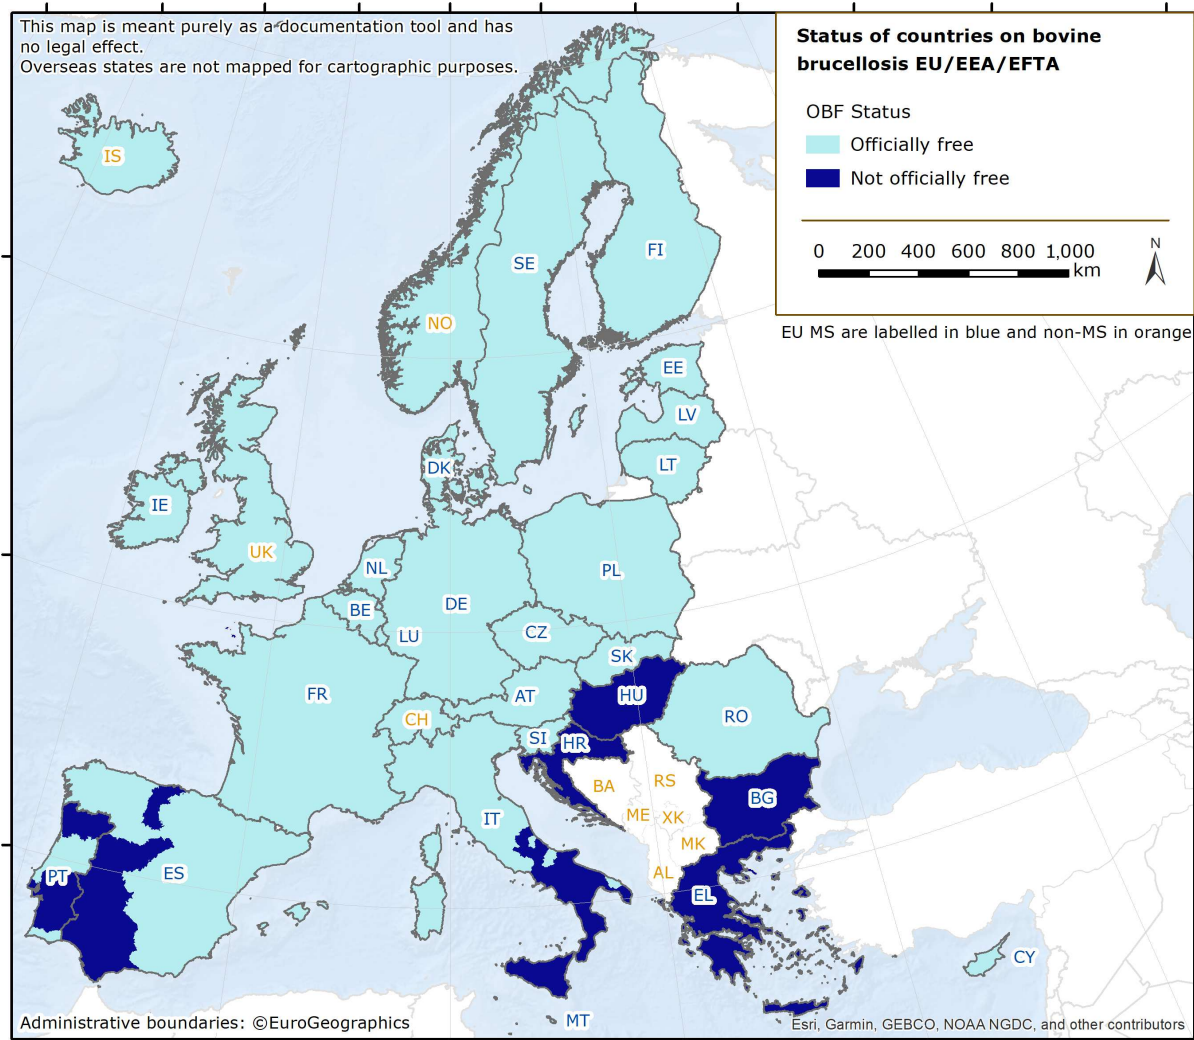 This map is meant purely as a documentation tool and has
no legal effect.
Overseas states are not mapped for cartographic purposes.
Status of countries on bovine
brucellosis EU/EEA/EFTA
OBF Status
Officially free
Not officially free
0 200 400 600 800 1,000
km
N
EU MS are labelled in blue and non-MS in orange
IS
FI
SE
NO
EE
LV
LT
DK
IE
UK
NL
PL
DE
BE
CZ
LU
SK
FR
AT
HU
CH
RO
SI
HR
BA
RS
BG
ME
XK
IT
MK
PT
ES
AL
EL
CY
MT
Administrative boundaries: ©EuroGeographics
Esri, Garmin, GEBCO, NOAA NGDC, and other contributors